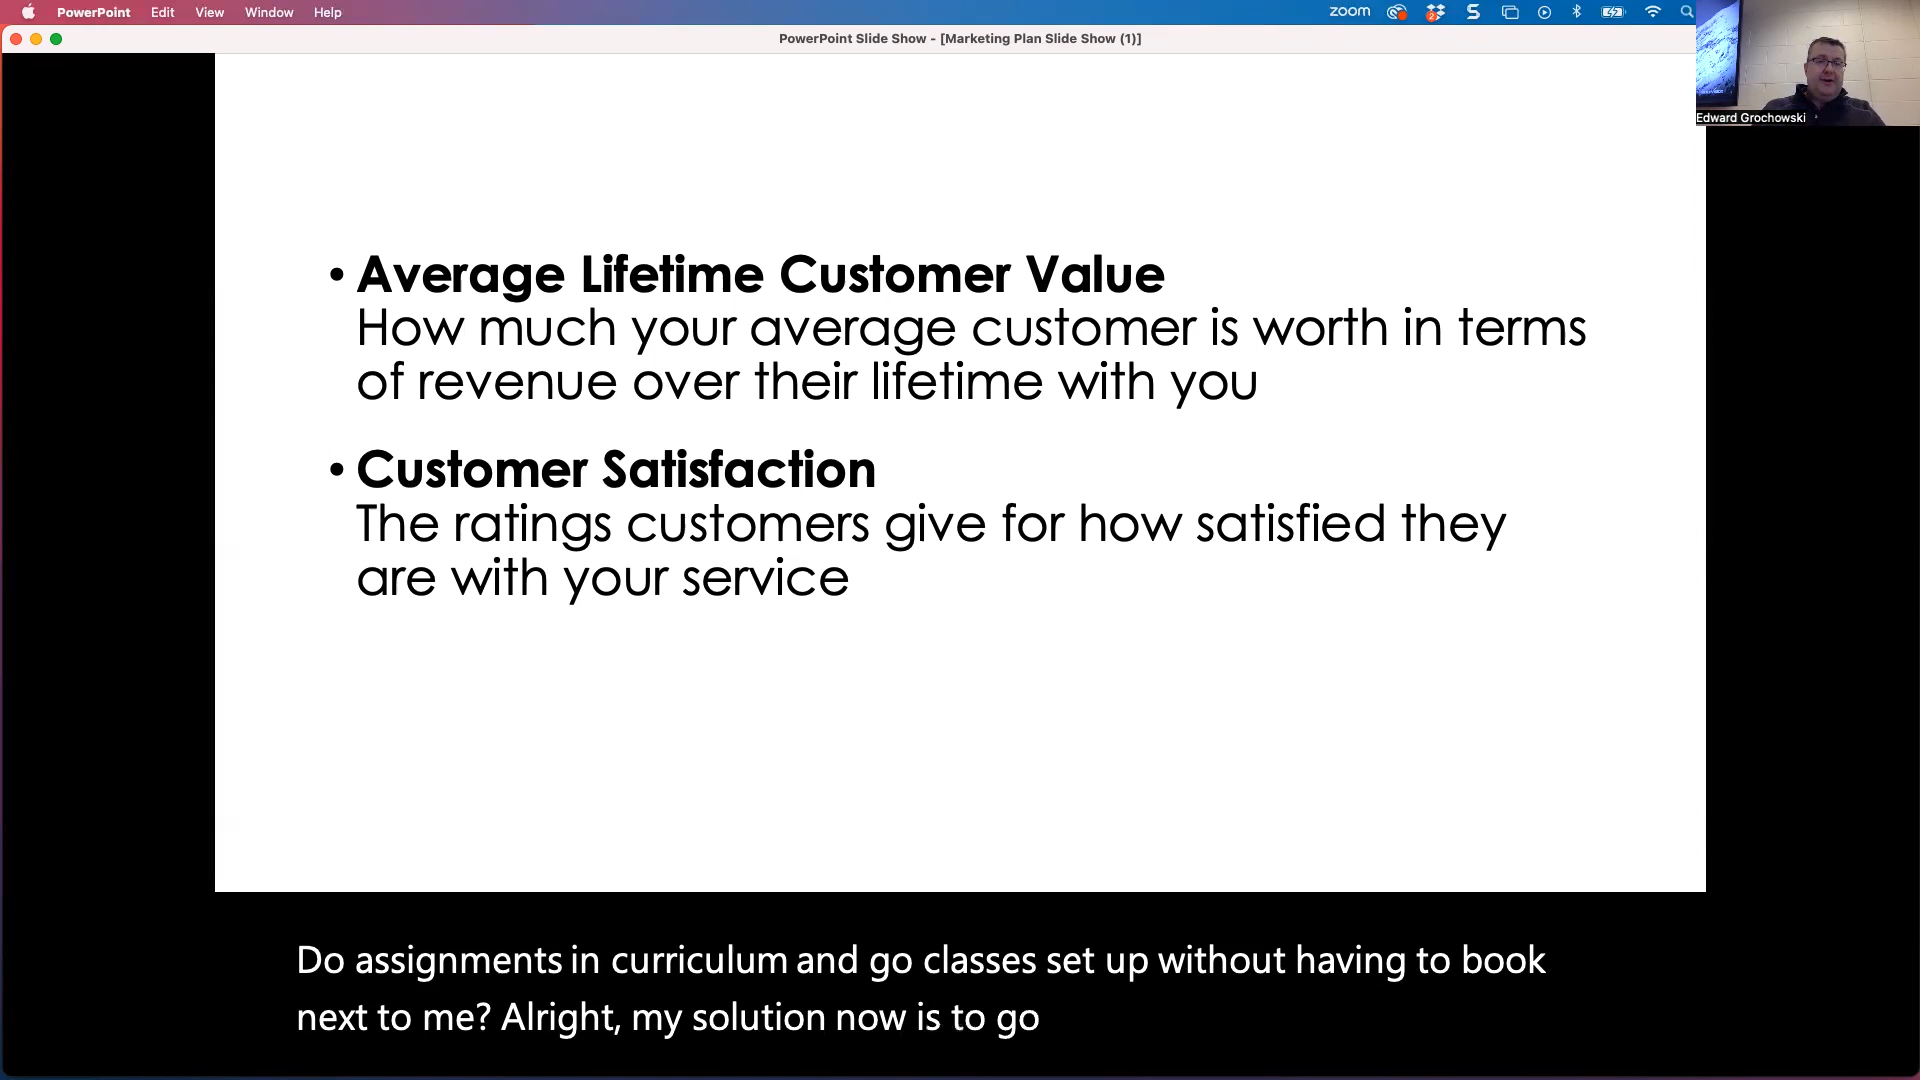 PowerPoint Edit View Window Help zoom
PowerPoint Slide Show - [Marketing Plan Slide Show (1)]
Edward Grochowski
• Average Lifetime Customer Value
How much your average customer is worth in terms
of revenue over their lifetime with you
• Customer Satisfaction
The ratings customers give for how satisfied they
are with your service
Do assignments in curriculum and go classes set up without having to book
next to me? Alright, my solution now is to go